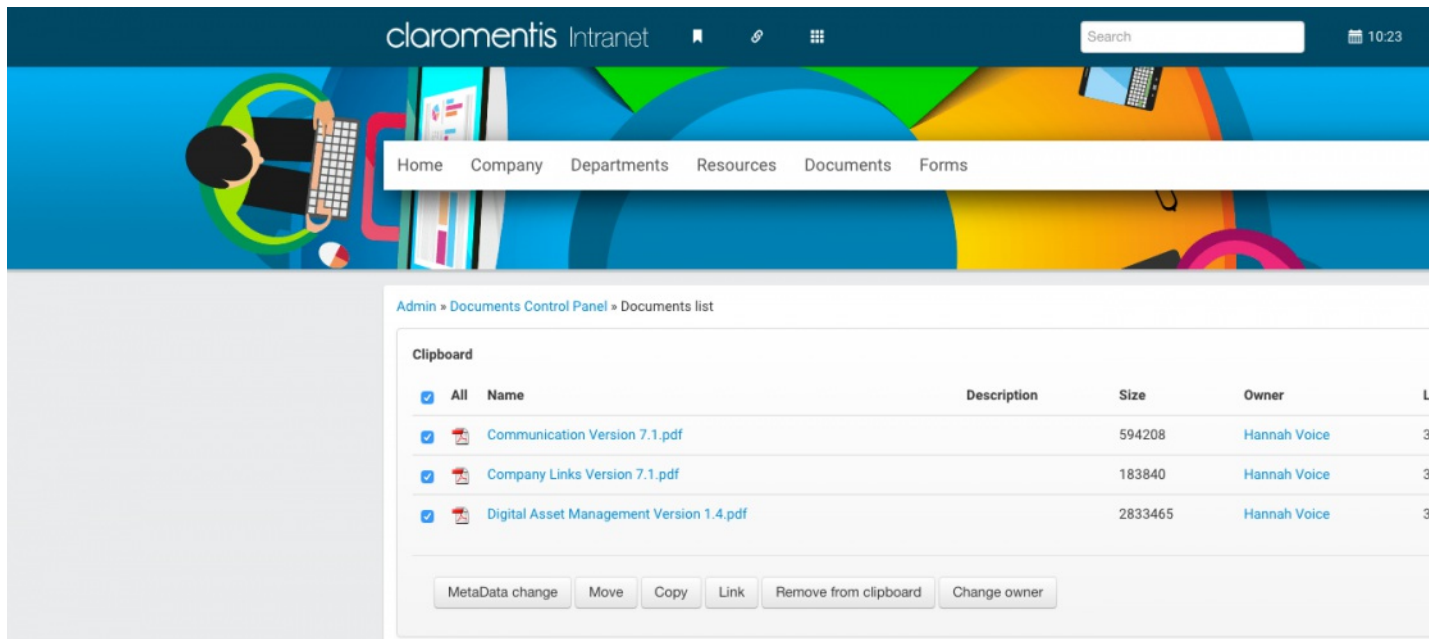 claromentis Intranet Search 10:23
Home Company Departments Resources Documents Forms
Admin » Documents Control Panel » Documents list
Clipboard
All Name Description Size Owner L
Communication Version 7.1.pdf 594208 Hannah Voice 3
Company Links Version 7.1.pdf 183840 Hannah Voice 3
Digital Asset Management Version 1.4.pdf 2833465 Hannah Voice 3
MetaData change Move Copy Link Remove from clipboard Change owner